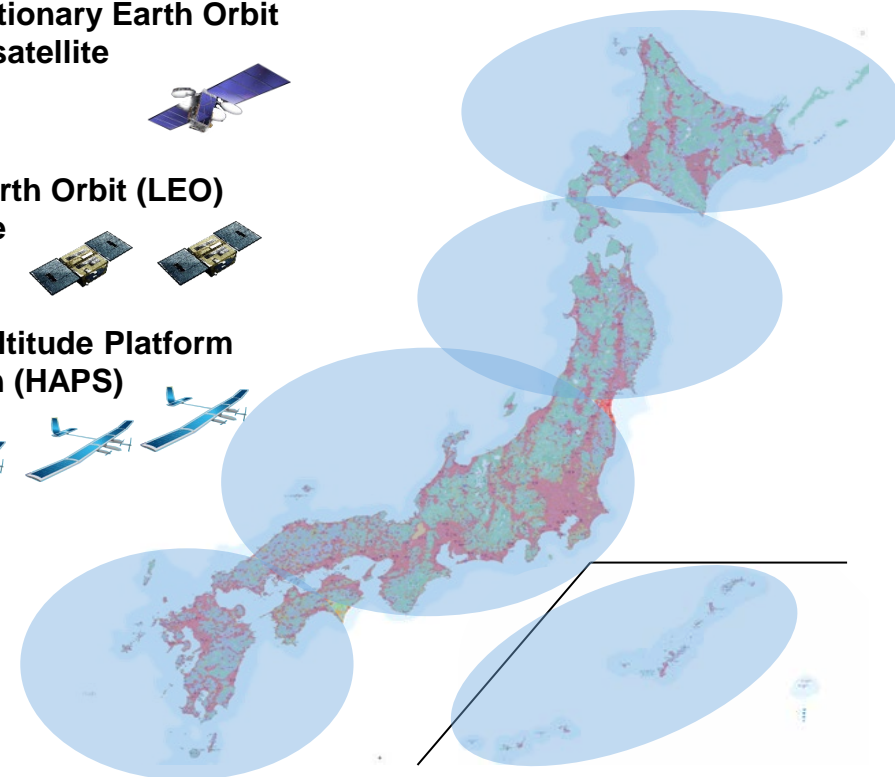 tionary Earth Orbit
satellite
rth Orbit (LEO)
e
ltitude Platform
n (HAPS)